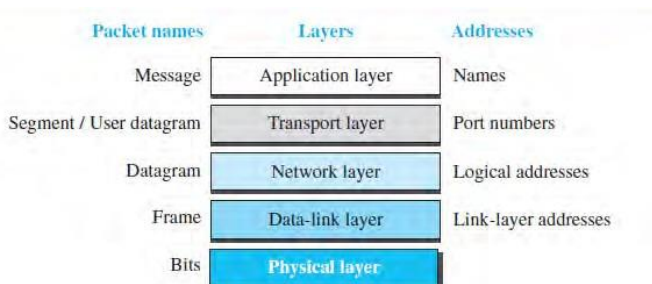 Packet names Layers Addresses
Message Application layer Names
Segment / User datagram Transport layer Port numbers
Datagram Network layer Logical addresses
Frame Data-link layer Link-layer addresses
Bits Physical layer